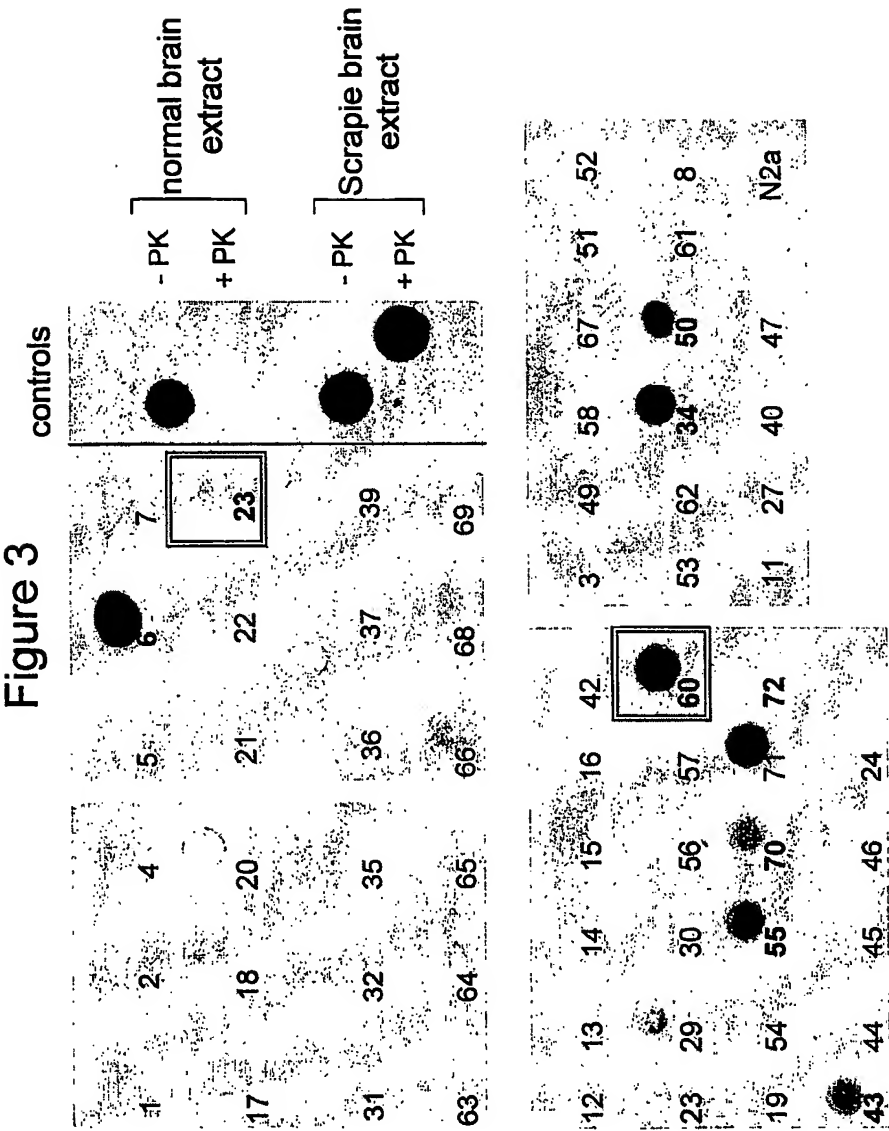 Figure 3
controls
1 2 4 5 6 7
17 18 20 21 22 23
31 32 35 36 37 39
63 64 65 66 68 69
- PK
+ PK
normal brain
extract
- PK
+ PK
Scrapie brain
extract
12 13 14 15 16 42
23 29 30 56 57 60
19 54 55 70 71 72
43 44 45 46 24
3 49 58 67 51 52
53 62 34 50 61 8
11 27 40 47 N2a